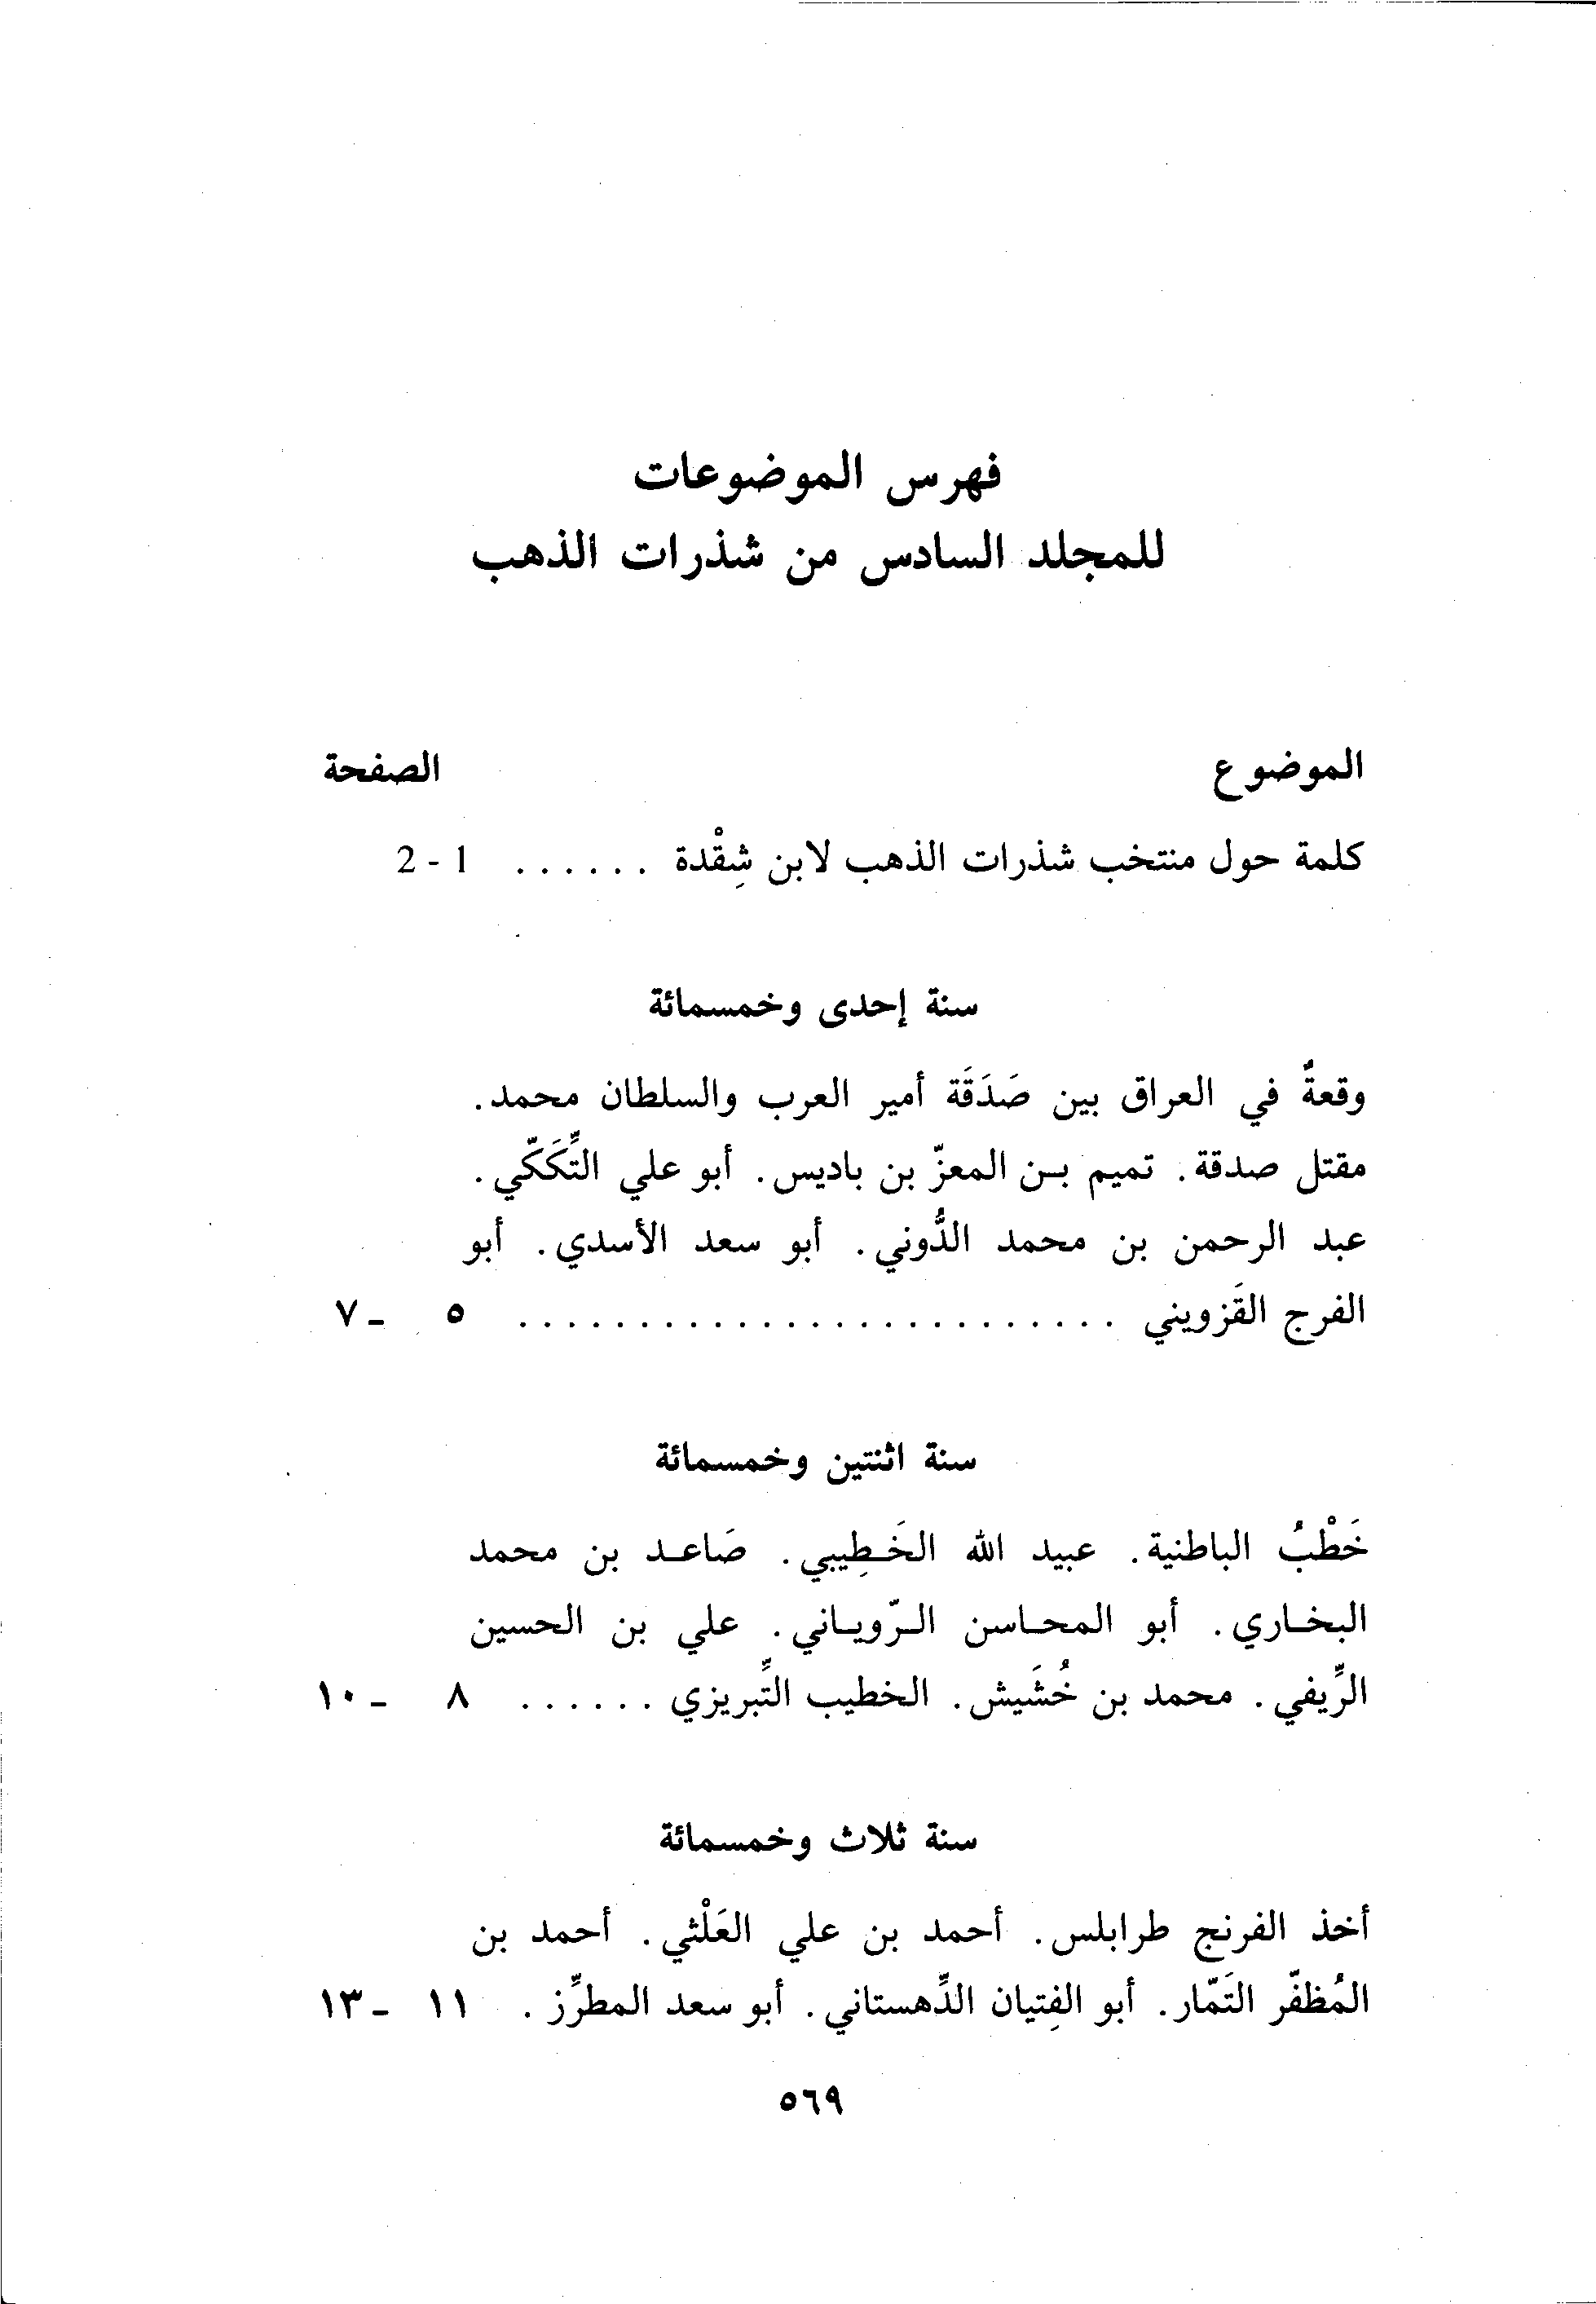 فهرس الموضوعات
للمجلد السادس من شذرات الذهب
الموضوع الصفحة
كلمة حول منتخب شذرات الذهب لابن شِقْدة ...... 1 - 2
سنة إحدى وخمسمائة
وقعةٌ في العراق بين صَدَقَة أمير العرب والسلطان محمد.
مقتل صدقة. تميم بن المعزّ بن باديس. أبو علي التِّكَكّي.
عبد الرحمن بن محمد الدُّوني. أبو سعد الأسدي. أبو
الفرج القَزويني ......................... ٥ - ٧
سنة اثنتين وخمسمائة
خَطْبُ الباطنية. عبيد الله الخَطِيبي. صَاعد بن محمد
البخاري. أبو المحاسن الرّوياني. علي بن الحسين
الرِّيفي. محمد بن خُشَيش. الخطيب التِّبريزي ...... ٨ - ١٠
سنة ثلاث وخمسمائة
أخذ الفرنج طرابلس. أحمد بن علي العَلْثي. أحمد بن
المُظفّر التَمّار. أبو الفِتيان الدِّهستاني. أبو سعد المطرِّز . ١١ - ١٣
٥٦٩